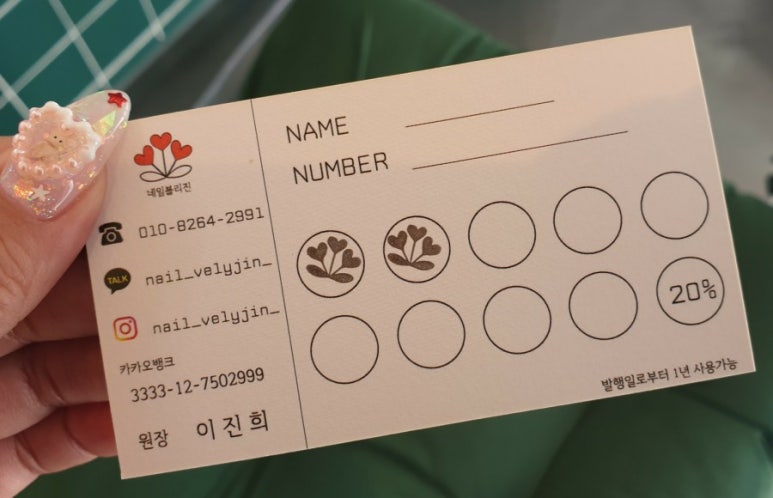 네일블리진
010-8264-2991
TALK nail_velyjin_
nail_velyjin_
카카오뱅크
3333-12-7502999
원장 이진희
NAME
NUMBER
20%
발행일로부터 1년 사용가능